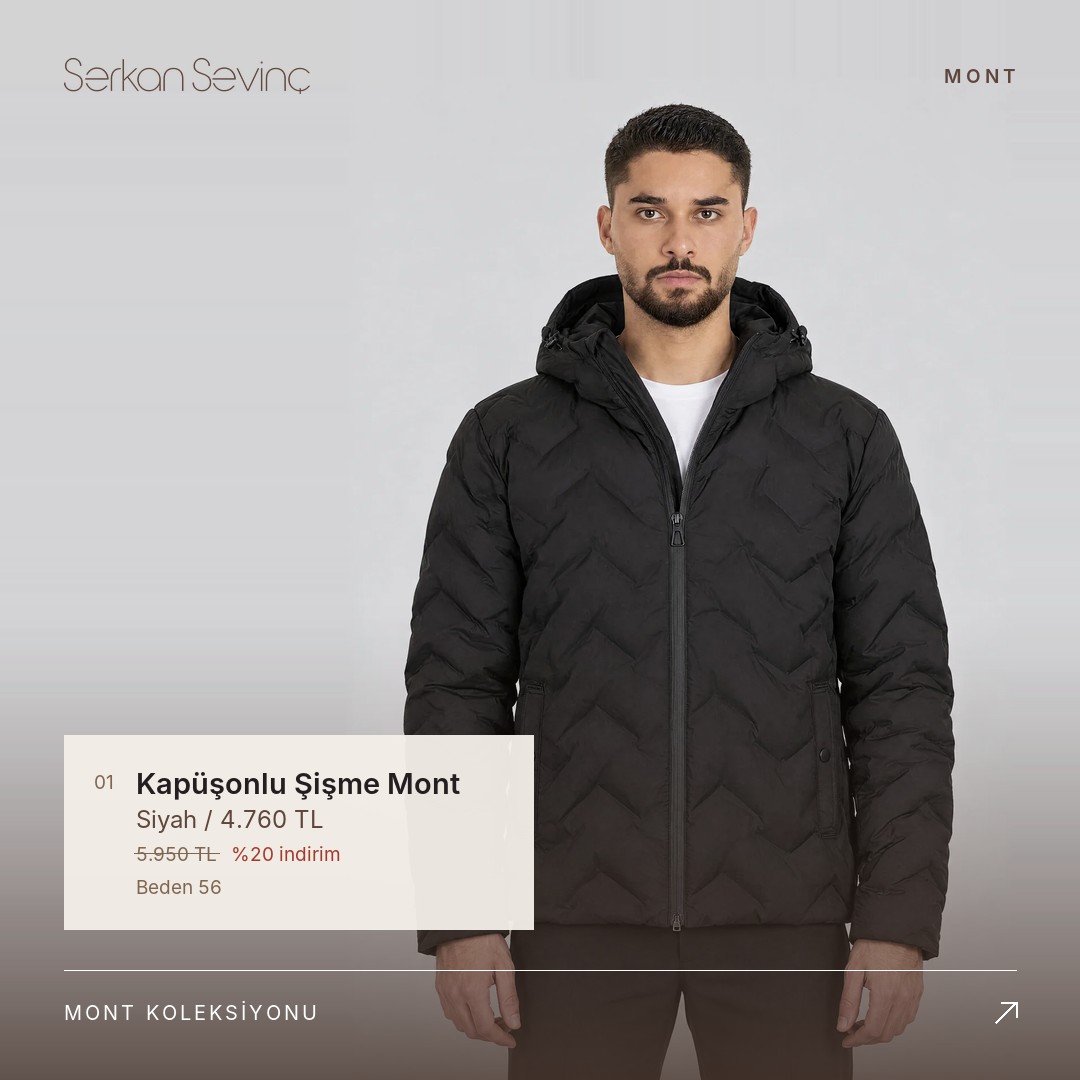 Serkan Sevinç
MONT
01 Kapüşonlu Şişme Mont
Siyah / 4.760 TL
5.950 TL %20 indirim
Beden 56
MONT KOLEKSİYONU